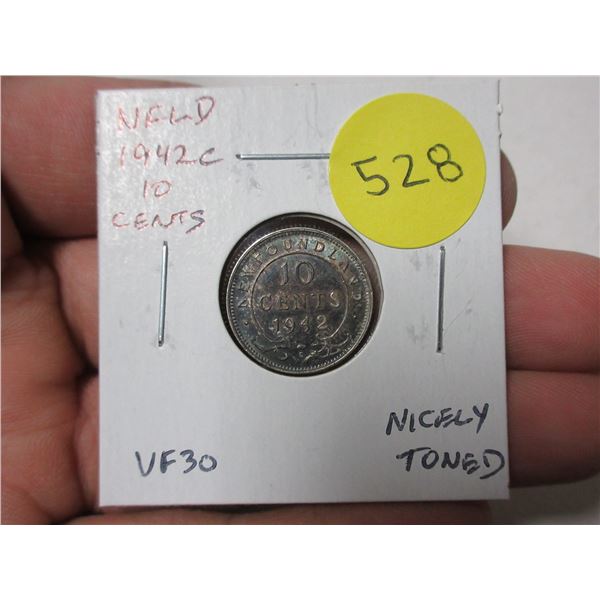 NFLD
1942C
10
CENTS
528
NEWFOUNDLAND
10
CENTS
1942
C
VF30
NICELY
TONED